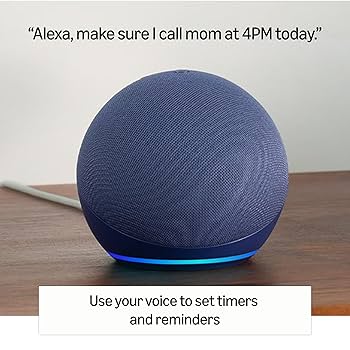 “Alexa, make sure I call mom at 4PM today.”
Use your voice to set timers
and reminders